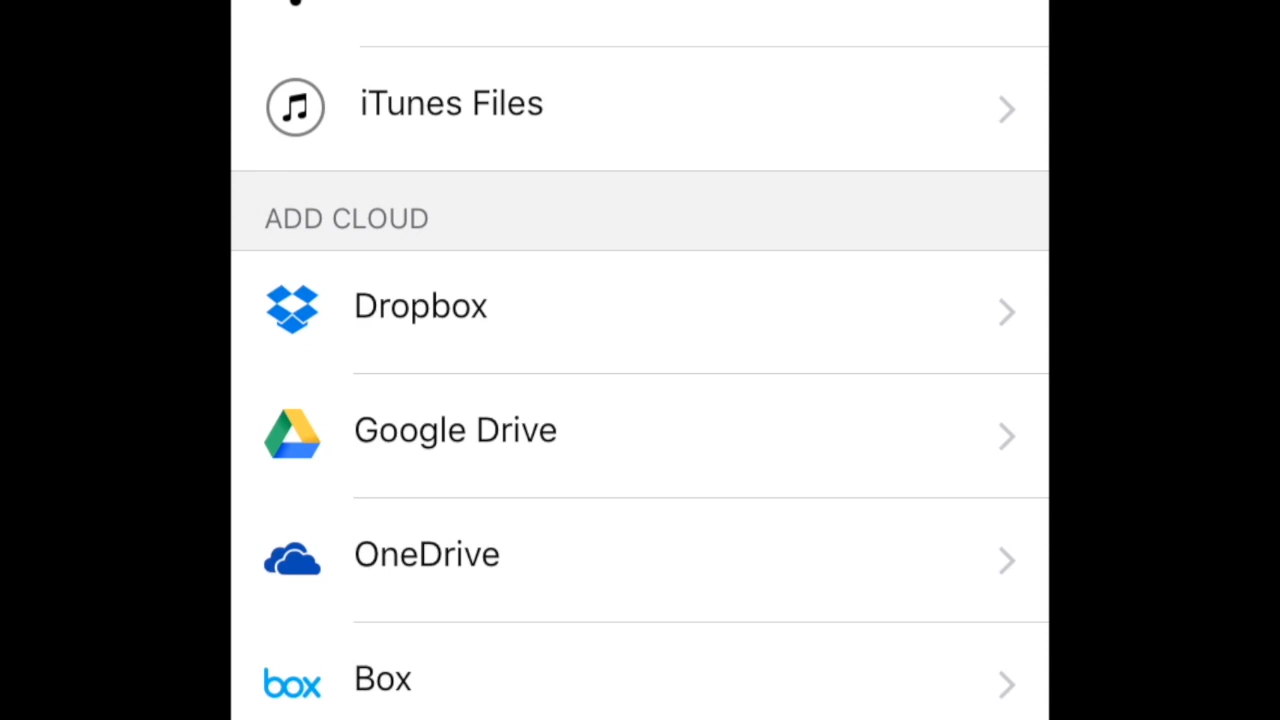 iTunes Files
ADD CLOUD
Dropbox
Google Drive
OneDrive
box Box